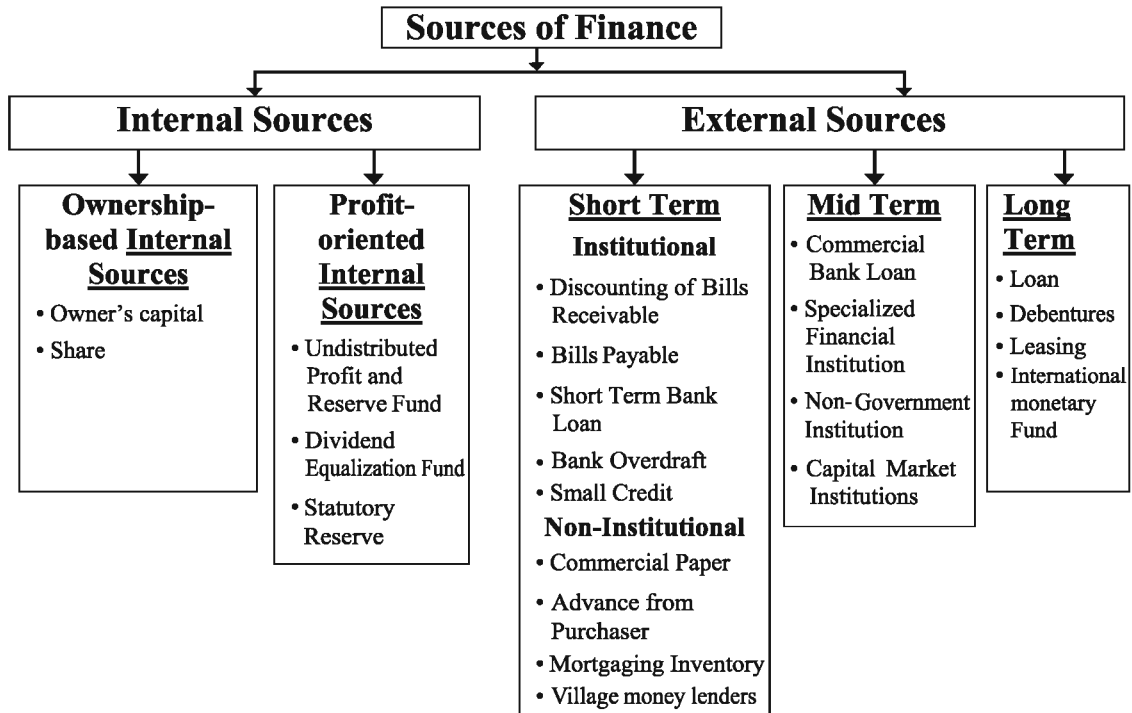 Sources of Finance
Internal Sources
External Sources
Ownership-
based Internal
Sources
• Owner's capital
• Share
Profit-
oriented
Internal
Sources
• Undistributed
Profit and
Reserve Fund
• Dividend
Equalization Fund
• Statutory
Reserve
Short Term
Institutional
• Discounting of Bills
Receivable
• Bills Payable
• Short Term Bank
Loan
• Bank Overdraft
• Small Credit
Non-Institutional
• Commercial Paper
• Advance from
Purchaser
• Mortgaging Inventory
• Village money lenders
Mid Term
• Commercial
Bank Loan
• Specialized
Financial
Institution
• Non-Government
Institution
• Capital Market
Institutions
Long
Term
• Loan
• Debentures
• Leasing
• International
monetary
Fund